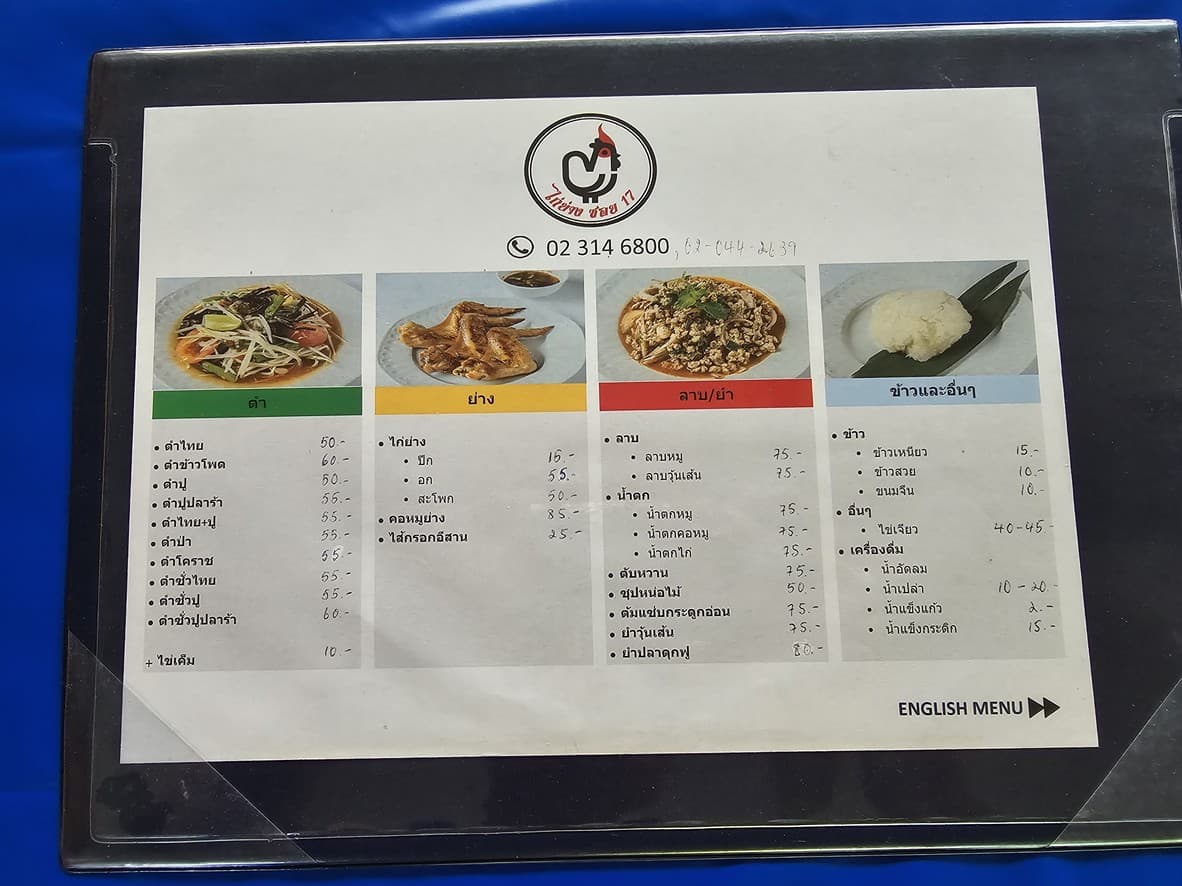 ไก่ย่าง ซอย 17
02 314 6800, 02-044-2639
ตำ
ตำไทย 50.-
ตำข้าวโพด 60.-
ตำปู 50.-
ตำปูปลาร้า 55.-
ตำไทย+ปู 55.-
ตำป่า 55.-
ตำโคราช 55.-
ตำซั่วไทย 55.-
ตำซั่วปู 55.-
ตำซั่วปูปลาร้า 60.-
+ ไข่เค็ม 10.-
ย่าง
ไก่ย่าง
ปีก 15.-
อก 55.-
สะโพก 50.-
คอหมูย่าง 85.-
ไส้กรอกอีสาน 25.-
ลาบ/ยำ
ลาบ
ลาบหมู 75.-
ลาบวุ้นเส้น 75.-
น้ำตก
น้ำตกหมู 75.-
น้ำตกคอหมู 75.-
น้ำตกไก่ 75.-
ตับหวาน 75.-
ซุปหน่อไม้ 50.-
ต้มแซ่บกระดูกอ่อน 75.-
ยำวุ้นเส้น 75.-
ยำปลาดุกฟู 80.-
ข้าวและอื่นๆ
ข้าว
ข้าวเหนียว 15.-
ข้าวสวย 10.-
ขนมจีน 10.-
อื่นๆ
ไข่เจียว 40-45.-
เครื่องดื่ม
น้ำอัดลม
น้ำเปล่า 10 - 20.
น้ำแข็งแก้ว 2.-
น้ำแข็งกระติก 15.-
ENGLISH MENU